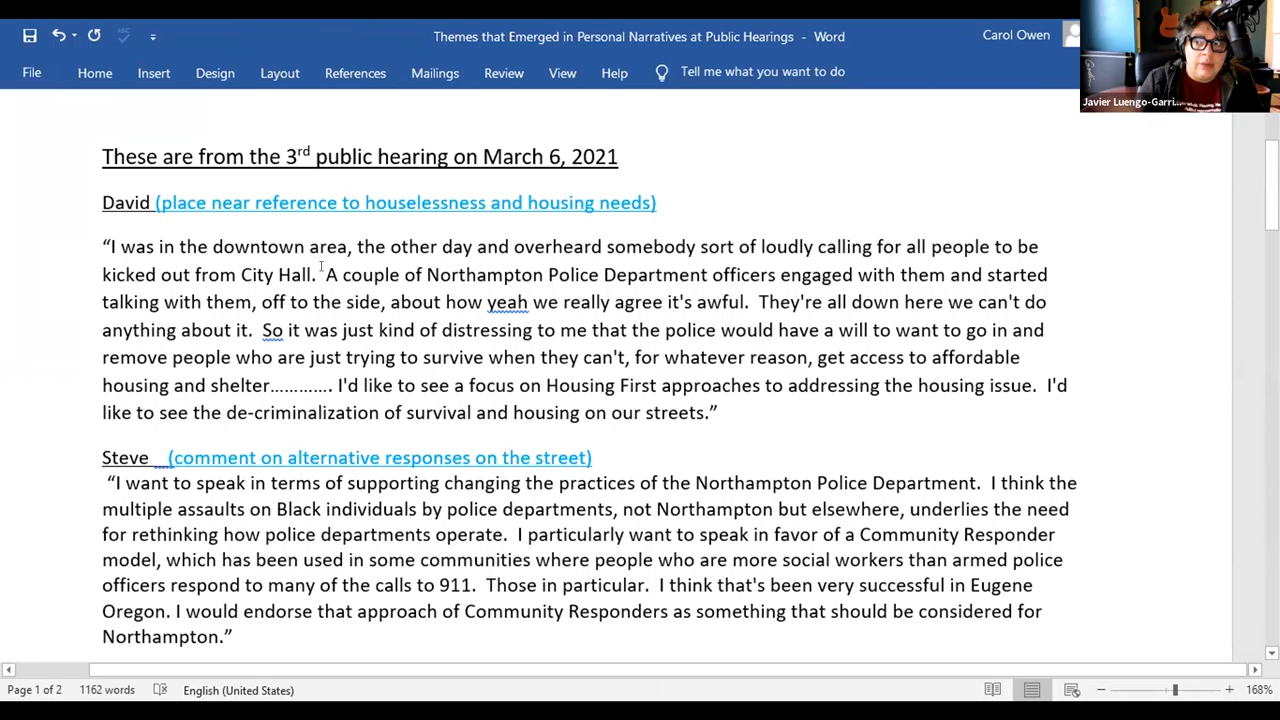 Themes that Emerged in Personal Narratives at Public Hearings - Word
Carol Owen
File Home Insert Design Layout References Mailings Review View Help Tell me what you want to do
Javier Luengo-Garri...
These are from the 3rd public hearing on March 6, 2021
David (place near reference to houselessness and housing needs)
“I was in the downtown area, the other day and overheard somebody sort of loudly calling for all people to be
kicked out from City Hall.  A couple of Northampton Police Department officers engaged with them and started
talking with them, off to the side, about how yeah we really agree it's awful.  They're all down here we can't do
anything about it.  So it was just kind of distressing to me that the police would have a will to want to go in and
remove people who are just trying to survive when they can't, for whatever reason, get access to affordable
housing and shelter…………. I'd like to see a focus on Housing First approaches to addressing the housing issue.  I'd
like to see the de-criminalization of survival and housing on our streets.”
Steve (comment on alternative responses on the street)
“I want to speak in terms of supporting changing the practices of the Northampton Police Department.  I think the
multiple assaults on Black individuals by police departments, not Northampton but elsewhere, underlies the need
for rethinking how police departments operate.  I particularly want to speak in favor of a Community Responder
model, which has been used in some communities where people who are more social workers than armed police
officers respond to many of the calls to 911.  Those in particular.  I think that's been very successful in Eugene
Oregon. I would endorse that approach of Community Responders as something that should be considered for
Northampton.”
Page 1 of 2 1162 words English (United States) 168%